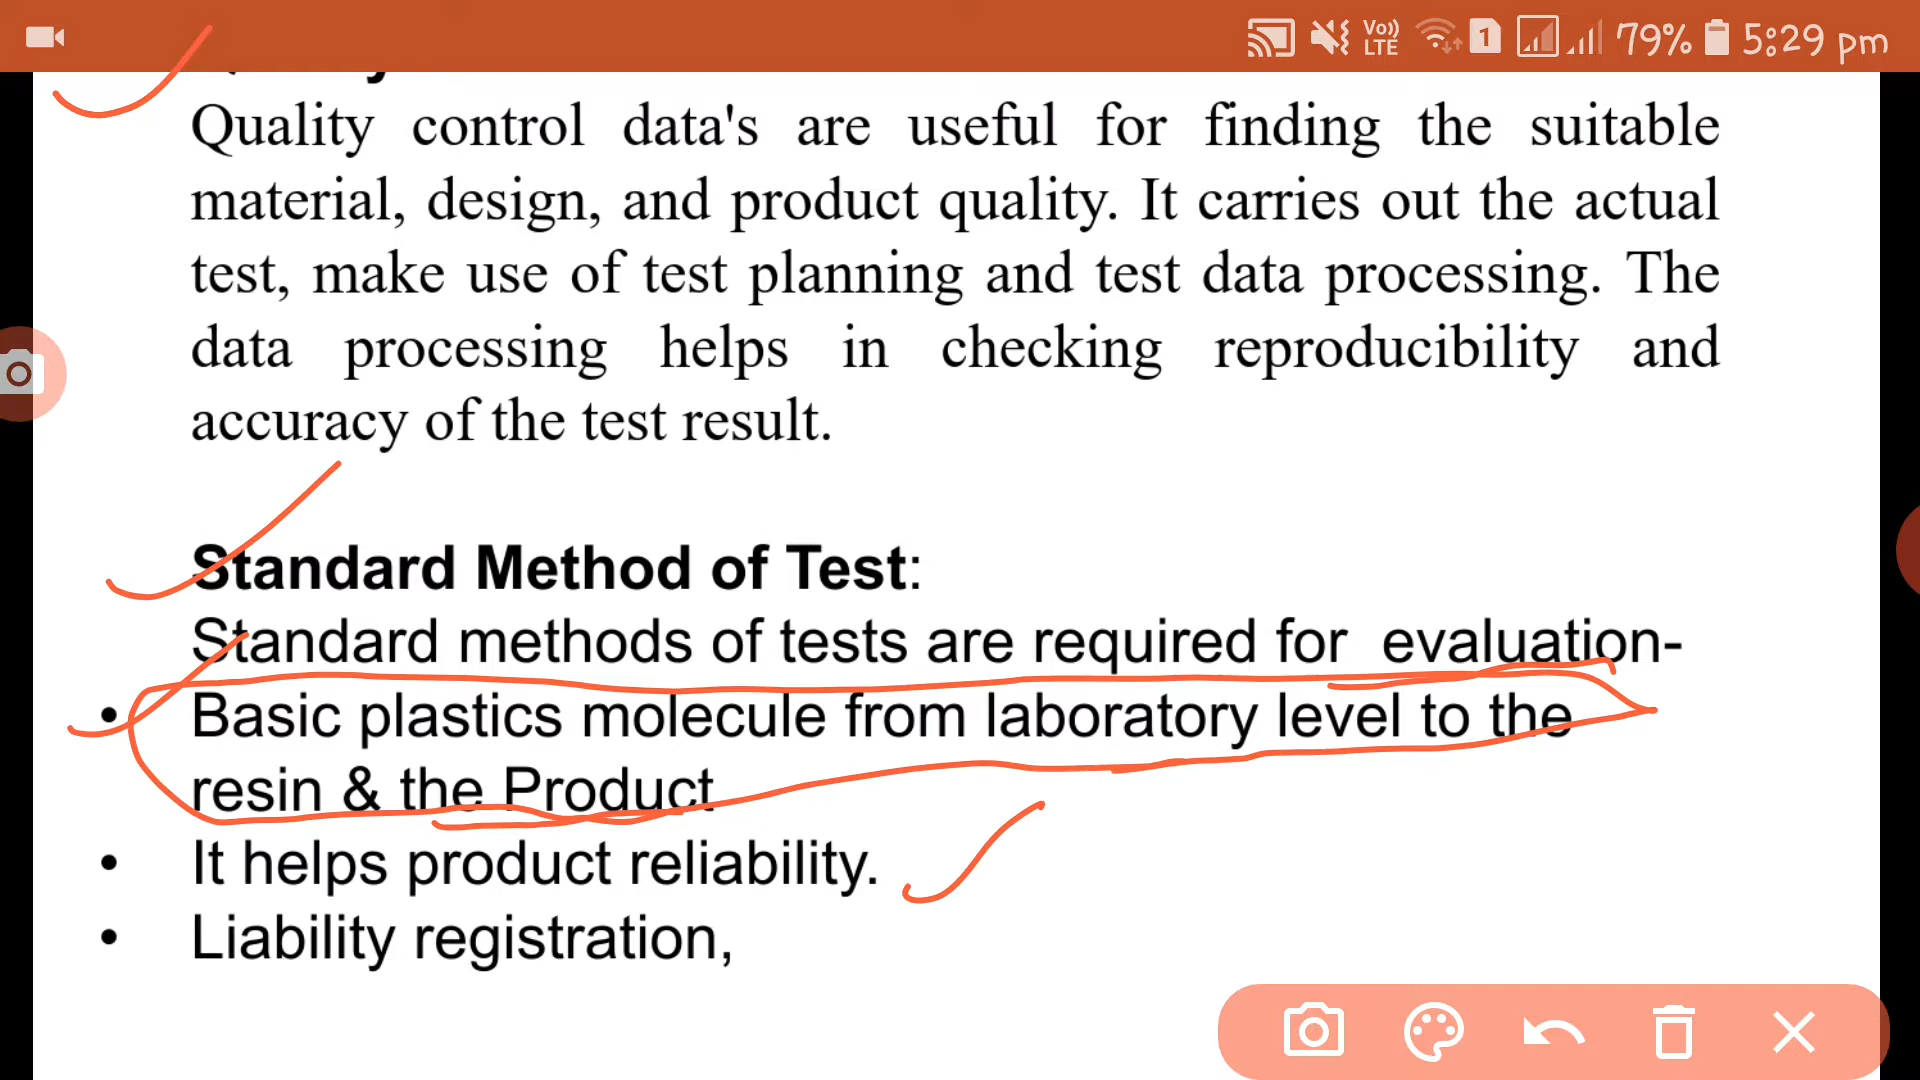 Vo)) LTE 1 79% 5:29 pm
Quality control data's are useful for finding the suitable
material, design, and product quality. It carries out the actual
test, make use of test planning and test data processing. The
data processing helps in checking reproducibility and
accuracy of the test result.
Standard Method of Test:
Standard methods of tests are required for evaluation-
• Basic plastics molecule from laboratory level to the
resin & the Product
• It helps product reliability.
• Liability registration,